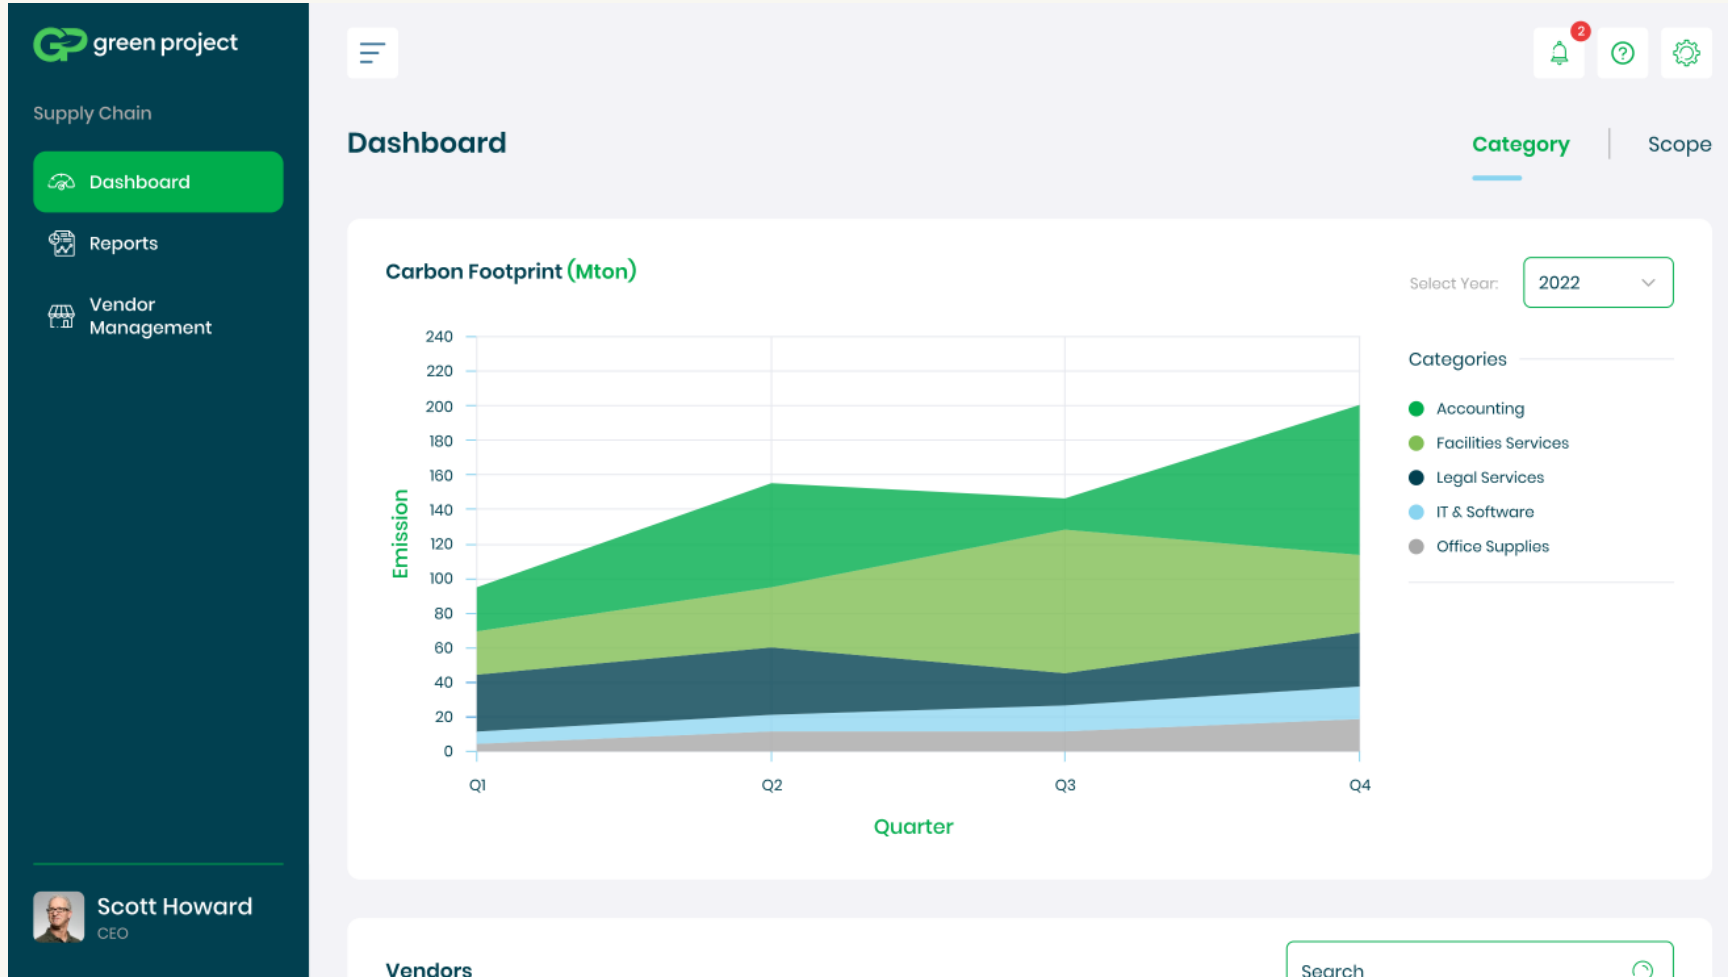 green project
Supply Chain
Dashboard
Reports
Vendor
Management
Scott Howard
CEO
2
Dashboard
Category
Scope
Carbon Footprint (Mton)
Select Year:
2022
240
220
200
180
160
140
120
100
80
60
40
20
0
Emission
Q1
Q2
Q3
Q4
Quarter
Categories
Accounting
Facilities Services
Legal Services
IT & Software
Office Supplies
Vendors
Search